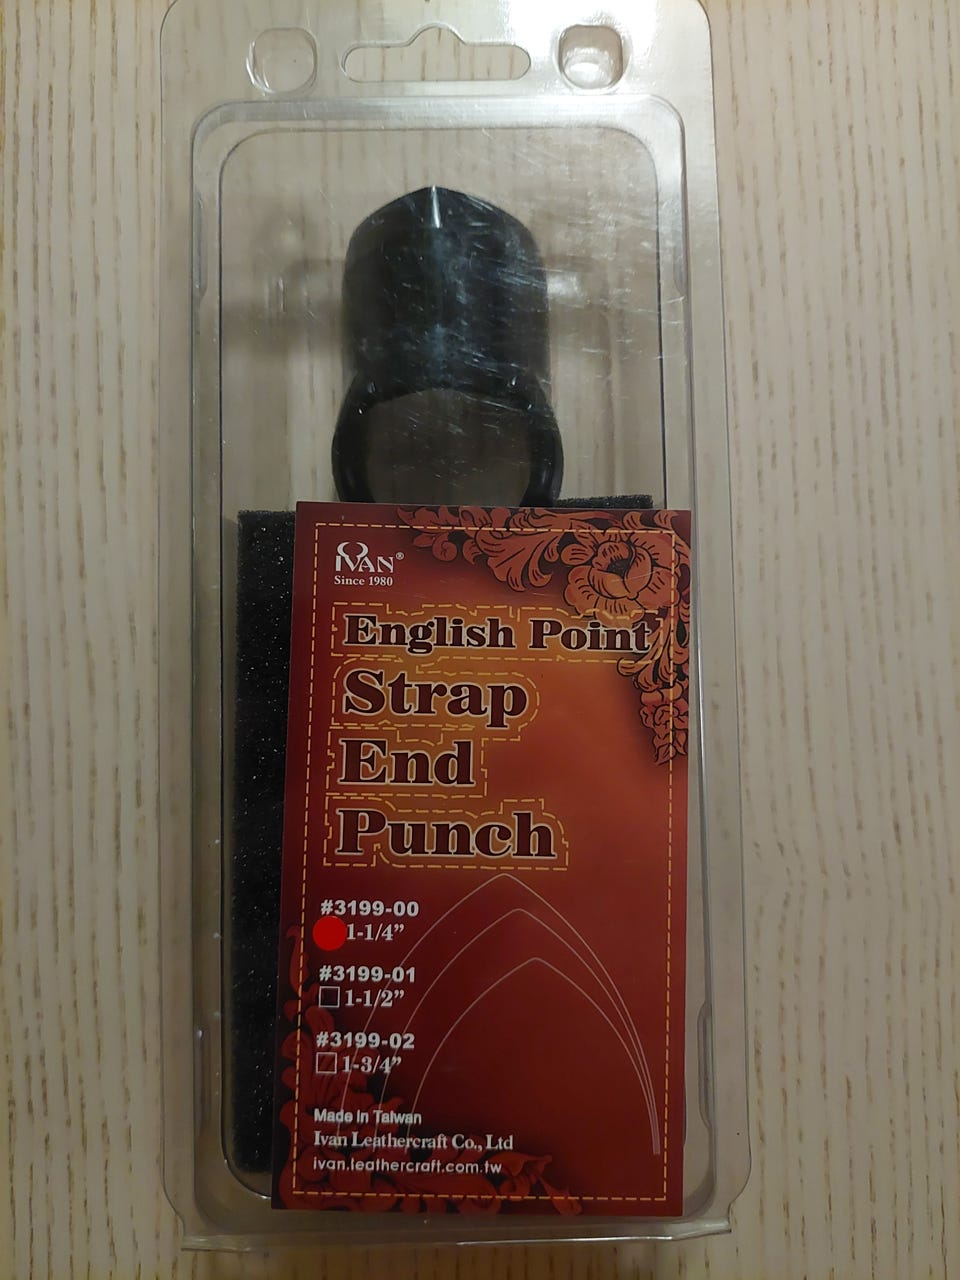 IVAN®
Since 1980
English Point
Strap
End
Punch
#3199-00
1-1/4”
#3199-01
1-1/2”
#3199-02
1-3/4”
Made in Taiwan
Ivan Leathercraft Co., Ltd
ivan.leathercraft.com.tw